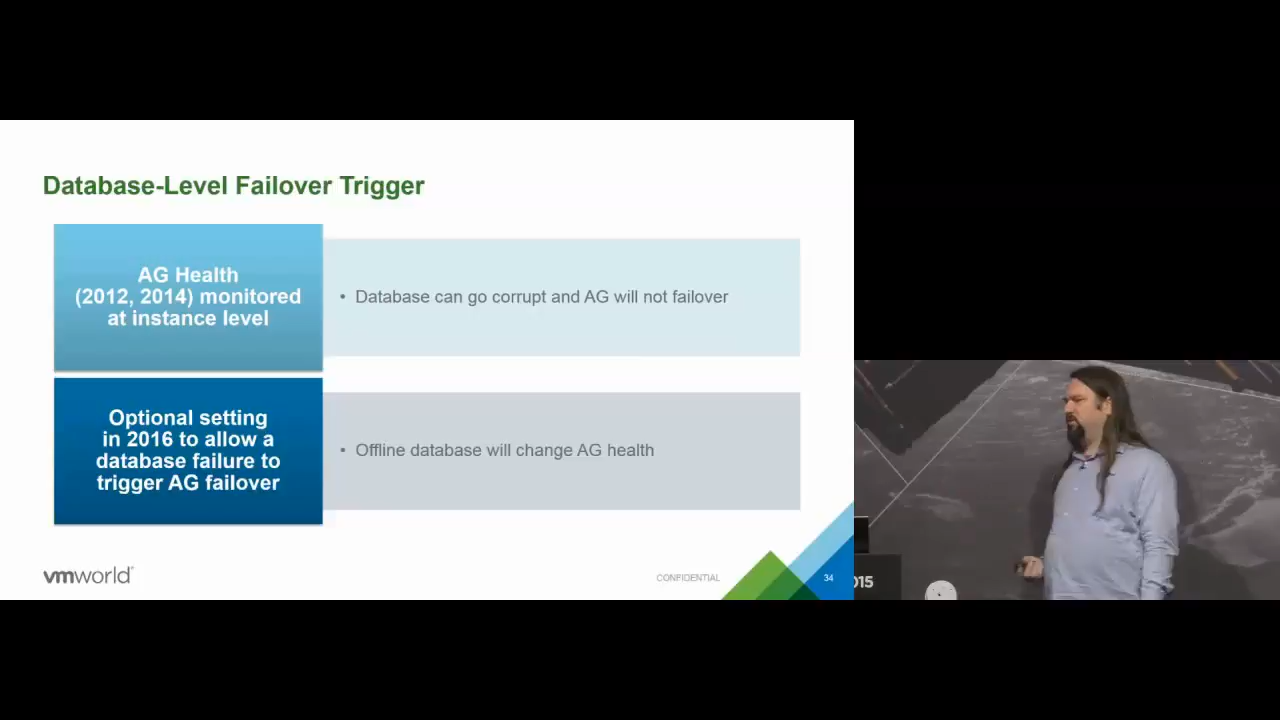 Database-Level Failover Trigger
AG Health
(2012, 2014) monitored
at instance level
• Database can go corrupt and AG will not failover
Optional setting
in 2016 to allow a
database failure to
trigger AG failover
• Offline database will change AG health
vmworld®
CONFIDENTIAL
34
015